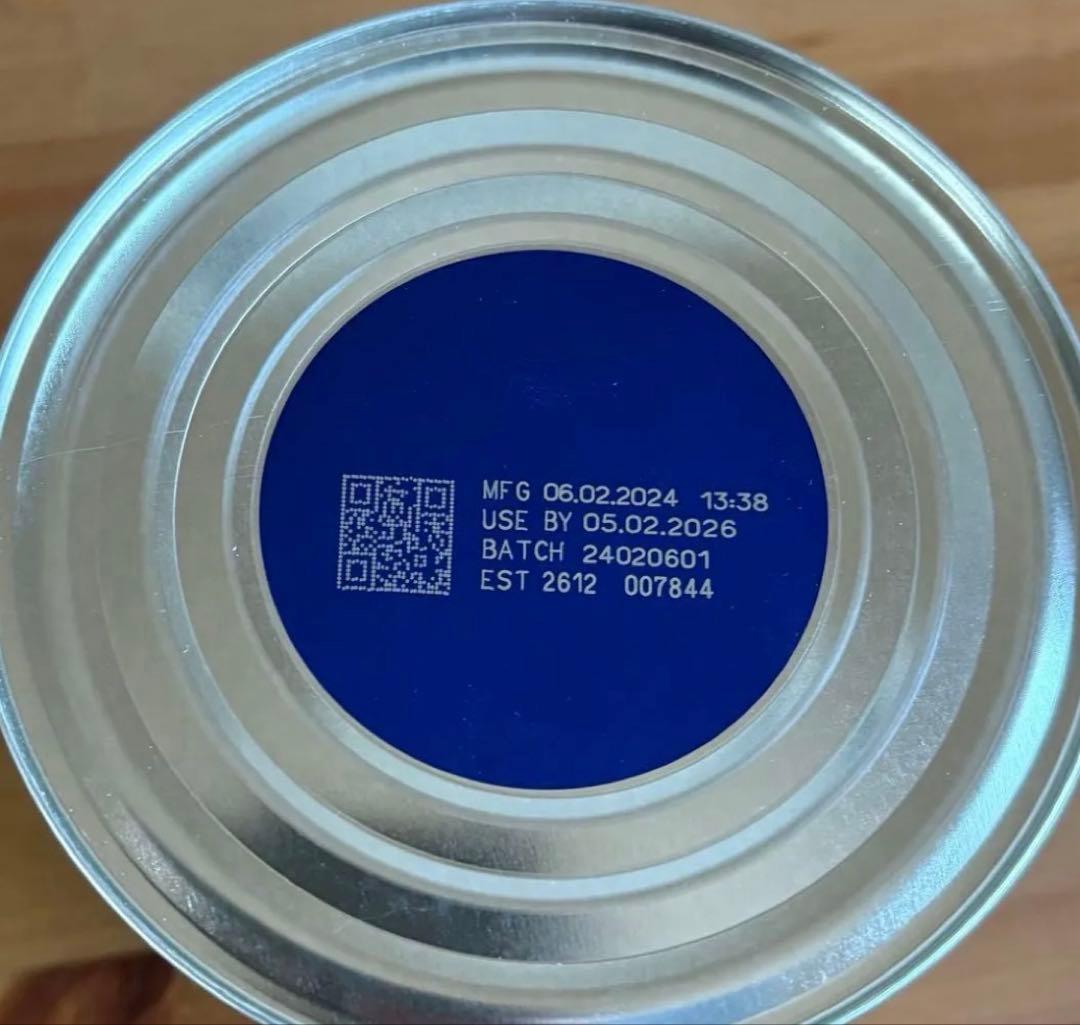 MFG 06.02.2024 13:38
USE BY 05.02.2026
BATCH 24020601
EST 2612 007844